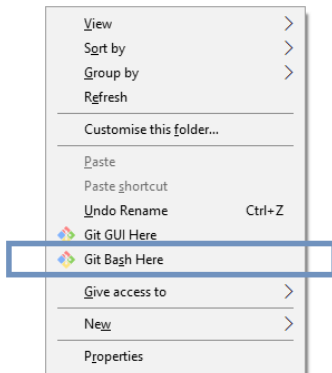 View
Sort by
Group by
Refresh
Customise this folder...
Paste
Paste shortcut
Undo Rename Ctrl+Z
Git GUI Here
Git Bash Here
Give access to
New
Properties